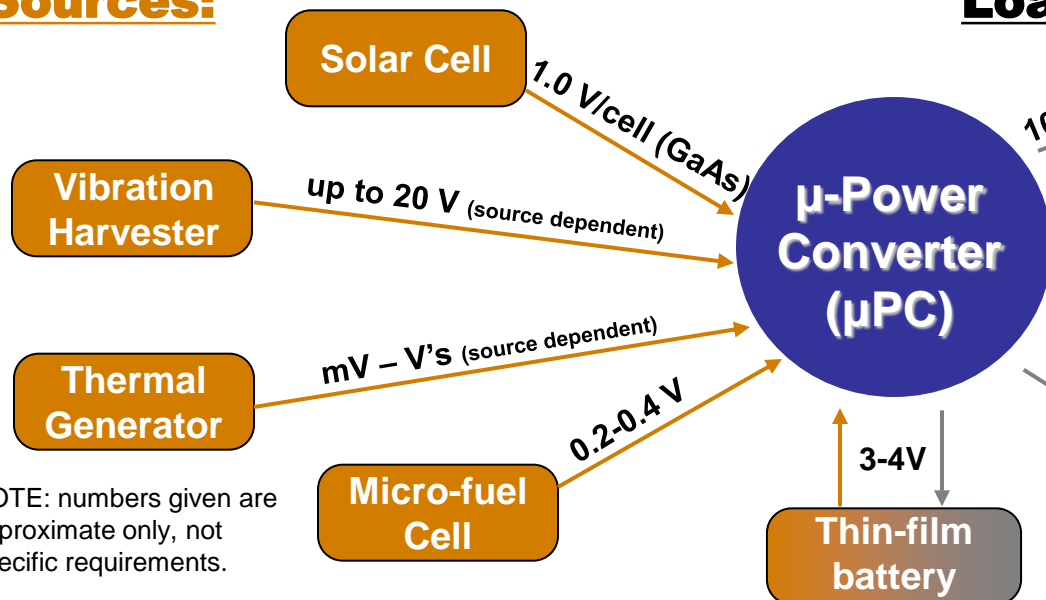 Sources:
Loa
Solar Cell
1.0 V/cell (GaAs)
10
Vibration
Harvester
up to 20 V (source dependent)
µ-Power
Converter
(µPC)
Thermal
Generator
mV – V's (source dependent)
Micro-fuel
Cell
0.2-0.4 V
3-4V
Thin-film
battery
OTE: numbers given are
proximate only, not
ecific requirements.